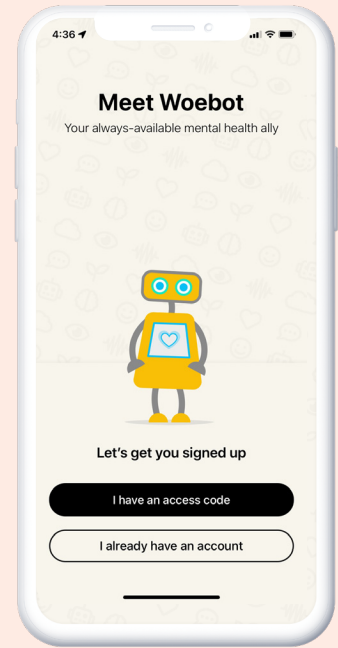 4:36
Meet Woebot
Your always-available mental health ally
Let's get you signed up
I have an access code
I already have an account